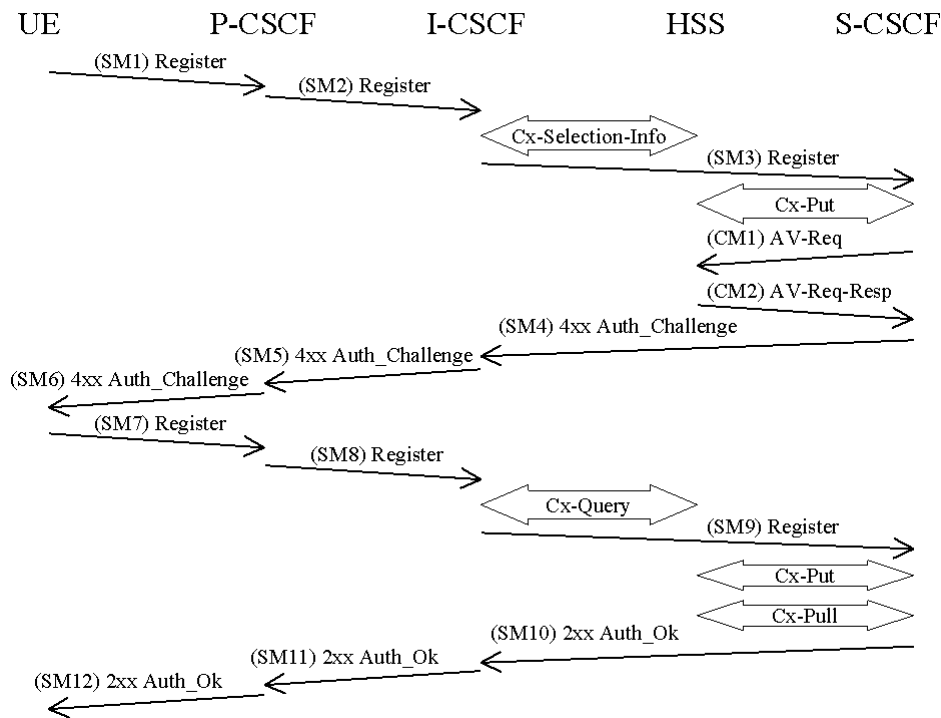 UE P-CSCF I-CSCF HSS S-CSCF
(SM1) Register
(SM2) Register
Cx-Selection-Info
(SM3) Register
Cx-Put
(CM1) AV-Req
(CM2) AV-Req-Resp
(SM4) 4xx Auth_Challenge
(SM5) 4xx Auth_Challenge
(SM6) 4xx Auth_Challenge
(SM7) Register
(SM8) Register
Cx-Query
(SM9) Register
Cx-Put
Cx-Pull
(SM10) 2xx Auth_Ok
(SM11) 2xx Auth_Ok
(SM12) 2xx Auth_Ok